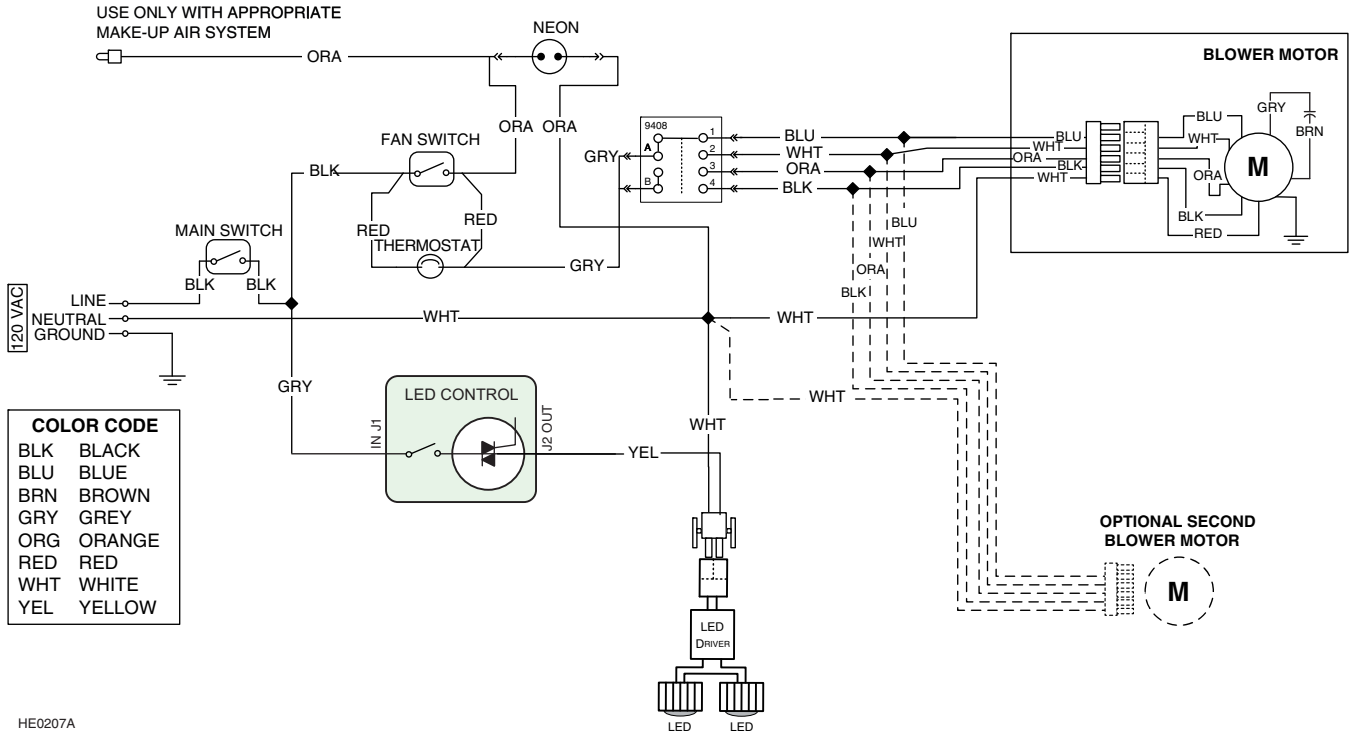 USE ONLY WITH APPROPRIATE
MAKE-UP AIR SYSTEM
ORA
NEON
ORA
ORA
FAN SWITCH
BLK
RED
RED
THERMOSTAT
GRY
MAIN SWITCH
BLK
BLK
120 VAC
LINE
NEUTRAL
GROUND
WHT
GRY
9408
A
B
1
2
3
4
GRY
BLU
WHT
ORA
BLK
BLU
WHT
ORA
BLK
WHT
WHT
BLOWER MOTOR
BLU
WHT
ORA
BLK
WHT
BLU
WHT
ORA
BLK
RED
GRY
BRN
M
LED CONTROL
IN J1
J2 OUT
YEL
WHT
WHT
OPTIONAL SECOND
BLOWER MOTOR
M
LED
DRIVER
LED
LED
COLOR CODE
BLK BLACK
BLU BLUE
BRN BROWN
GRY GREY
ORG ORANGE
RED RED
WHT WHITE
YEL YELLOW
HE0207A